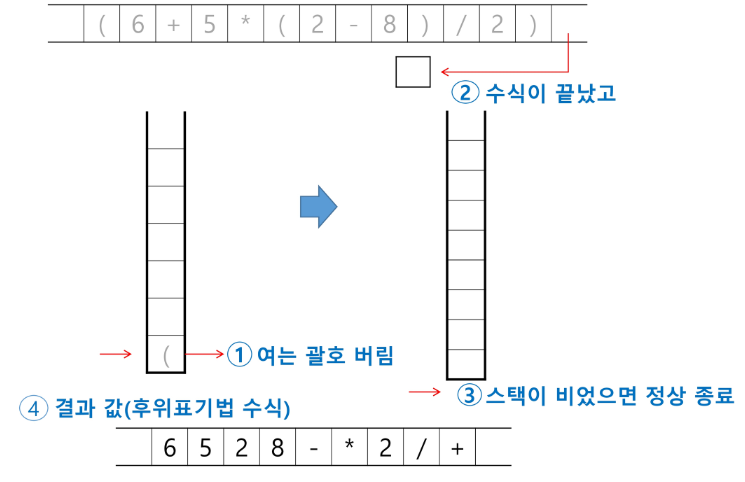 ( 6 + 5 * ( 2 - 8 ) / 2 )
② 수식이 끝났고
(
① 여는 괄호 버림
③ 스택이 비었으면 정상 종료
④ 결과 값(후위표기법 수식)
6 5 2 8 - * 2 / +